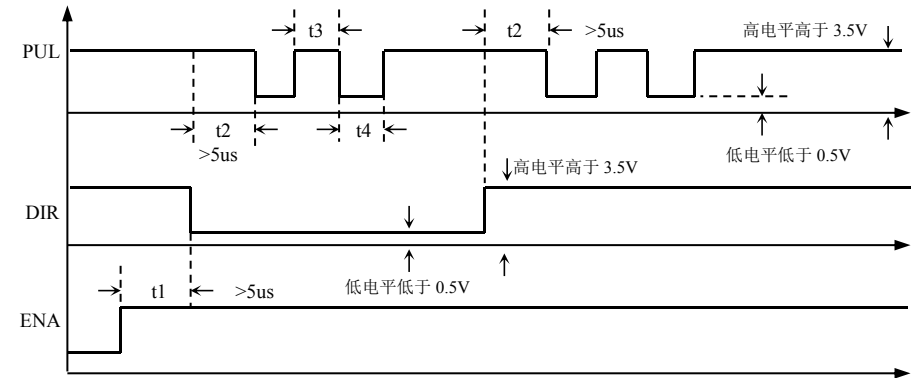 t3
t2
>5us
高电平高于 3.5V
PUL
t2
t4
>5us
低电平低于 0.5V
高电平高于 3.5V
DIR
t1
>5us
低电平低于 0.5V
ENA